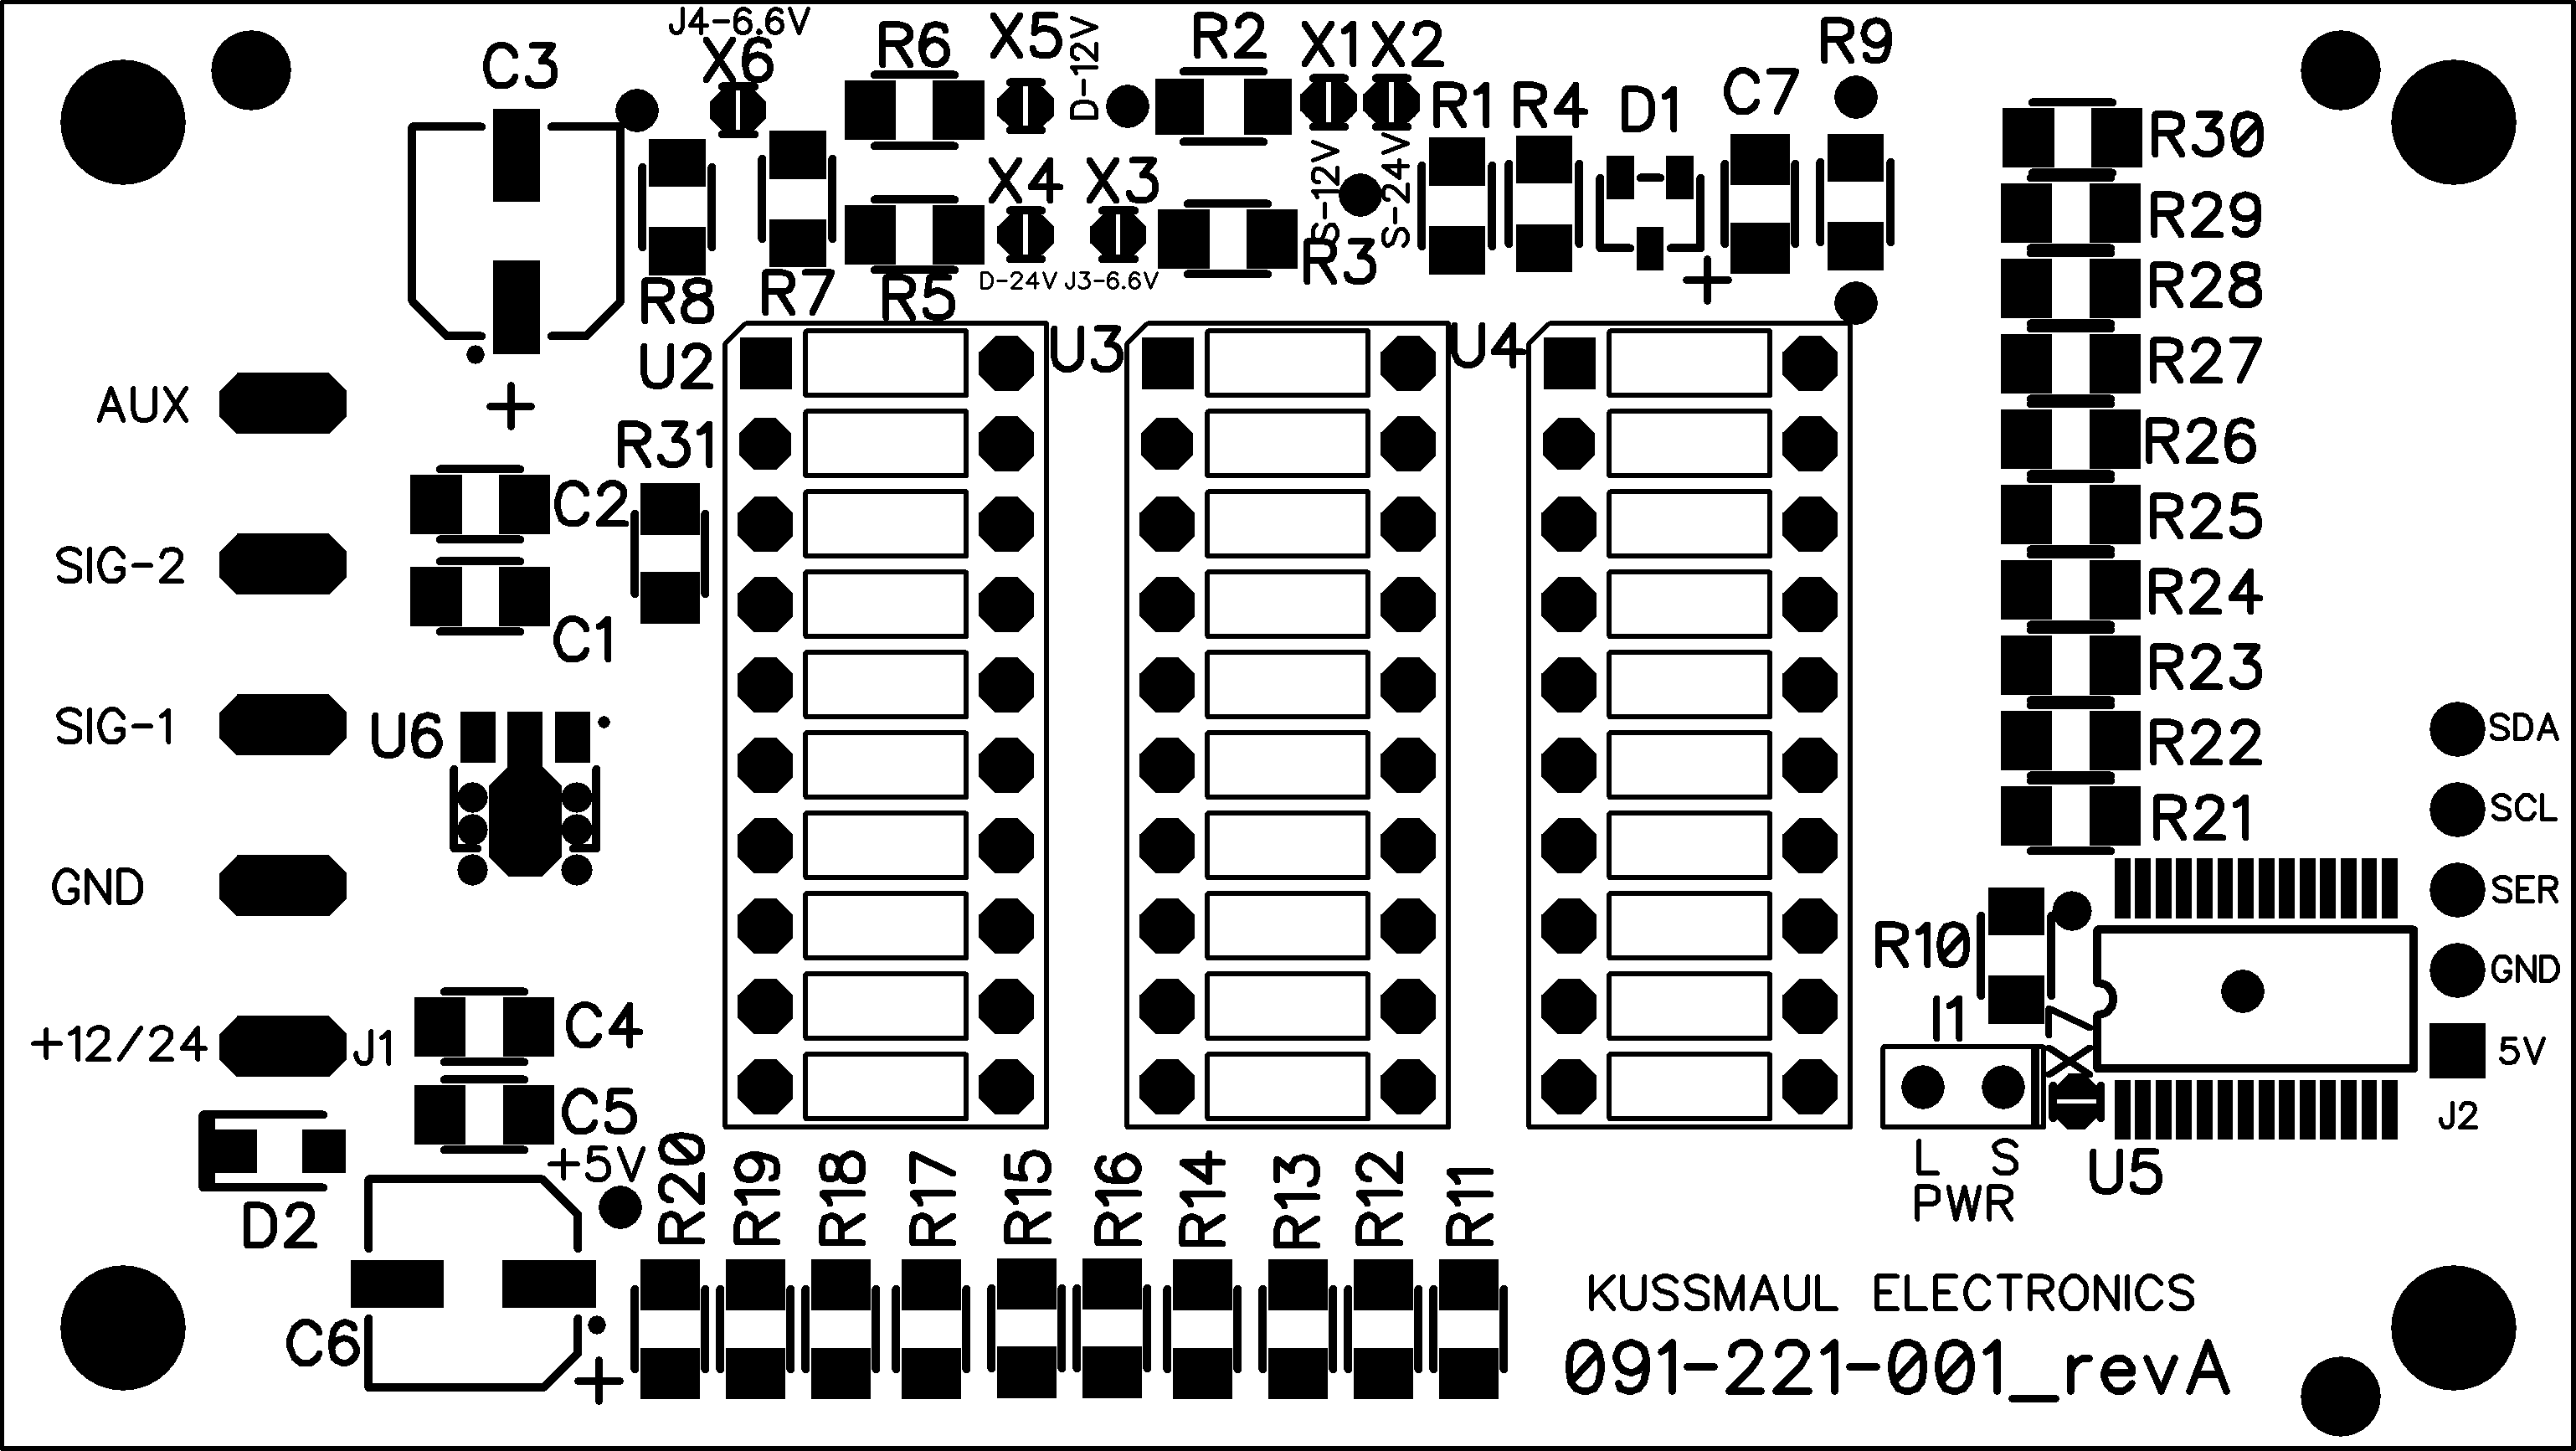 J4-6.6V
C3
X6
R6
X5
D-12V
R2
X1
X2
R9
R1
R4
D1
C7
R30
X4
X3
S-12V
S-24V
R29
R3
D-24V
J3-6.6V
R8
R7
R5
+
R28
U2
U3
U4
R27
AUX
+
R31
R26
C2
R25
SIG-2
C1
R24
R23
SIG-1
U6
R22
SDA
R21
SCL
GND
SER
R10
GND
+12/24
J1
C4
I1
X7
5V
C5
J2
+5V
L S
PWR
U5
D2
R20
R19
R18
R17
R15
R16
R14
R13
R12
R11
C6
+
KUSSMAUL ELECTRONICS
091-221-001_revA